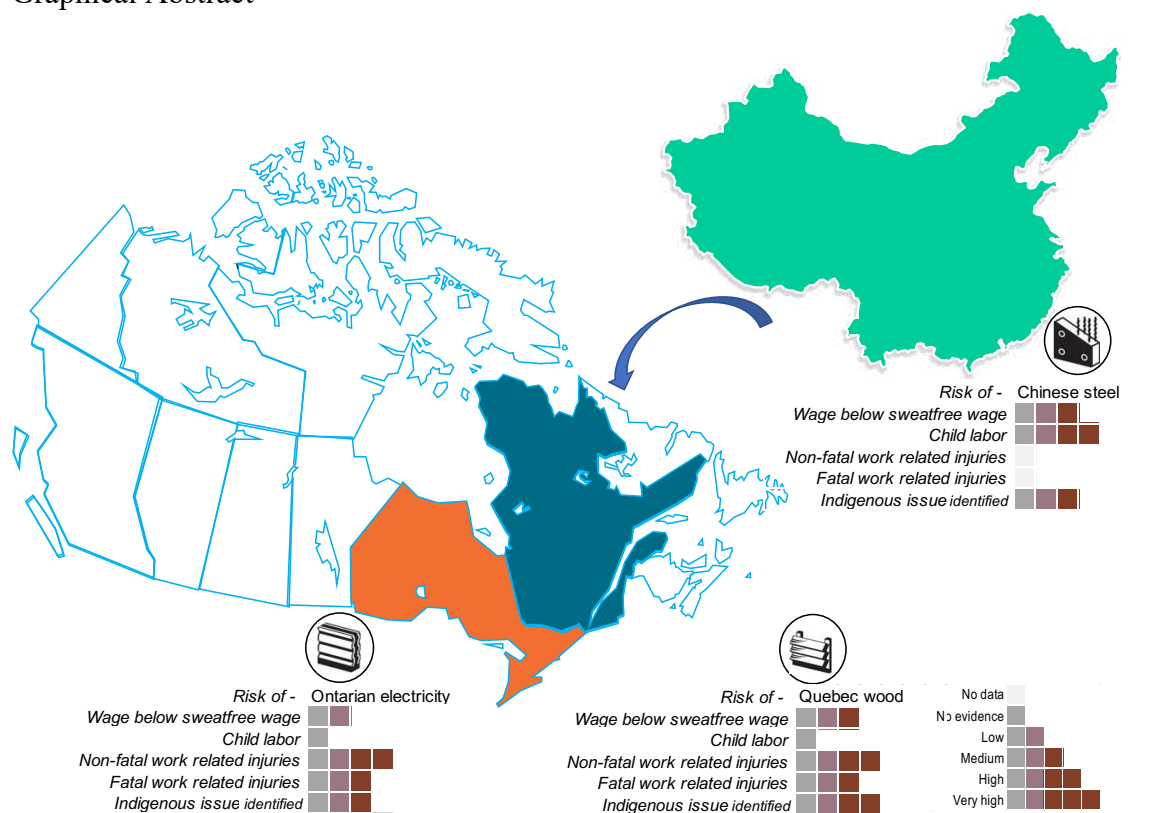 Graphical Abstract
Risk of - Chinese steel
Wage below sweatfree wage
Child labor
Non-fatal work related injuries
Fatal work related injuries
Indigenous issue identified
Risk of - Ontarian electricity
Wage below sweatfree wage
Child labor
Non-fatal work related injuries
Fatal work related injuries
Indigenous issue identified
Risk of - Quebec wood
Wage below sweatfree wage
Child labor
Non-fatal work related injuries
Fatal work related injuries
Indigenous issue identified
No data
No evidence
Low
Medium
High
Very high